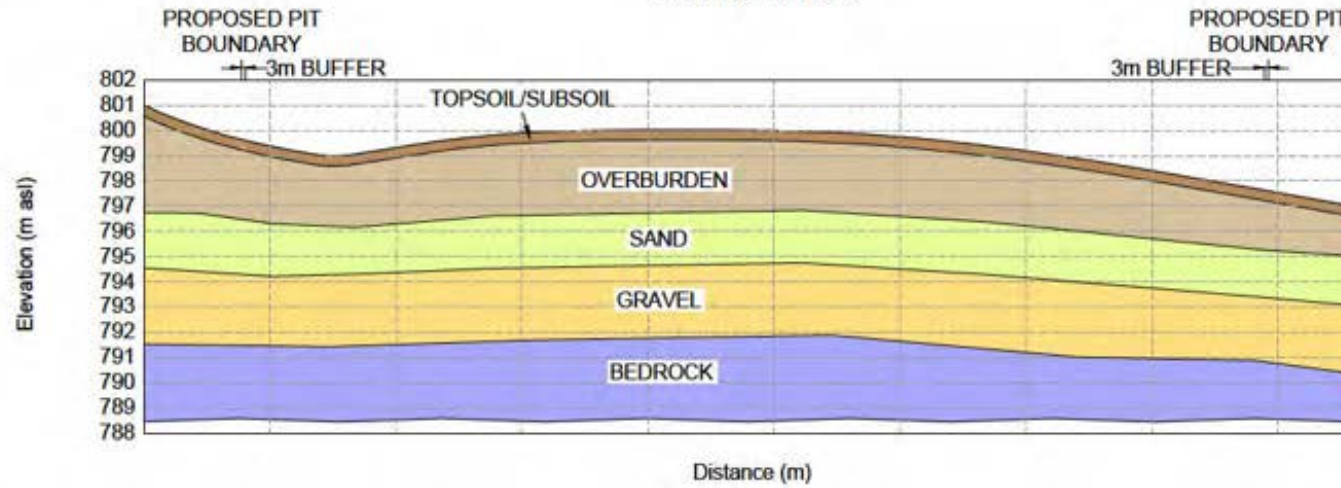 PROPOSED PIT
BOUNDARY
3m BUFFER
PROPOSED PIT
BOUNDARY
3m BUFFER
TOPSOIL/SUBSOIL
802
801
800
799
798
797
796
795
794
793
792
791
790
789
788
Elevation (m asl)
OVERBURDEN
SAND
GRAVEL
BEDROCK
Distance (m)